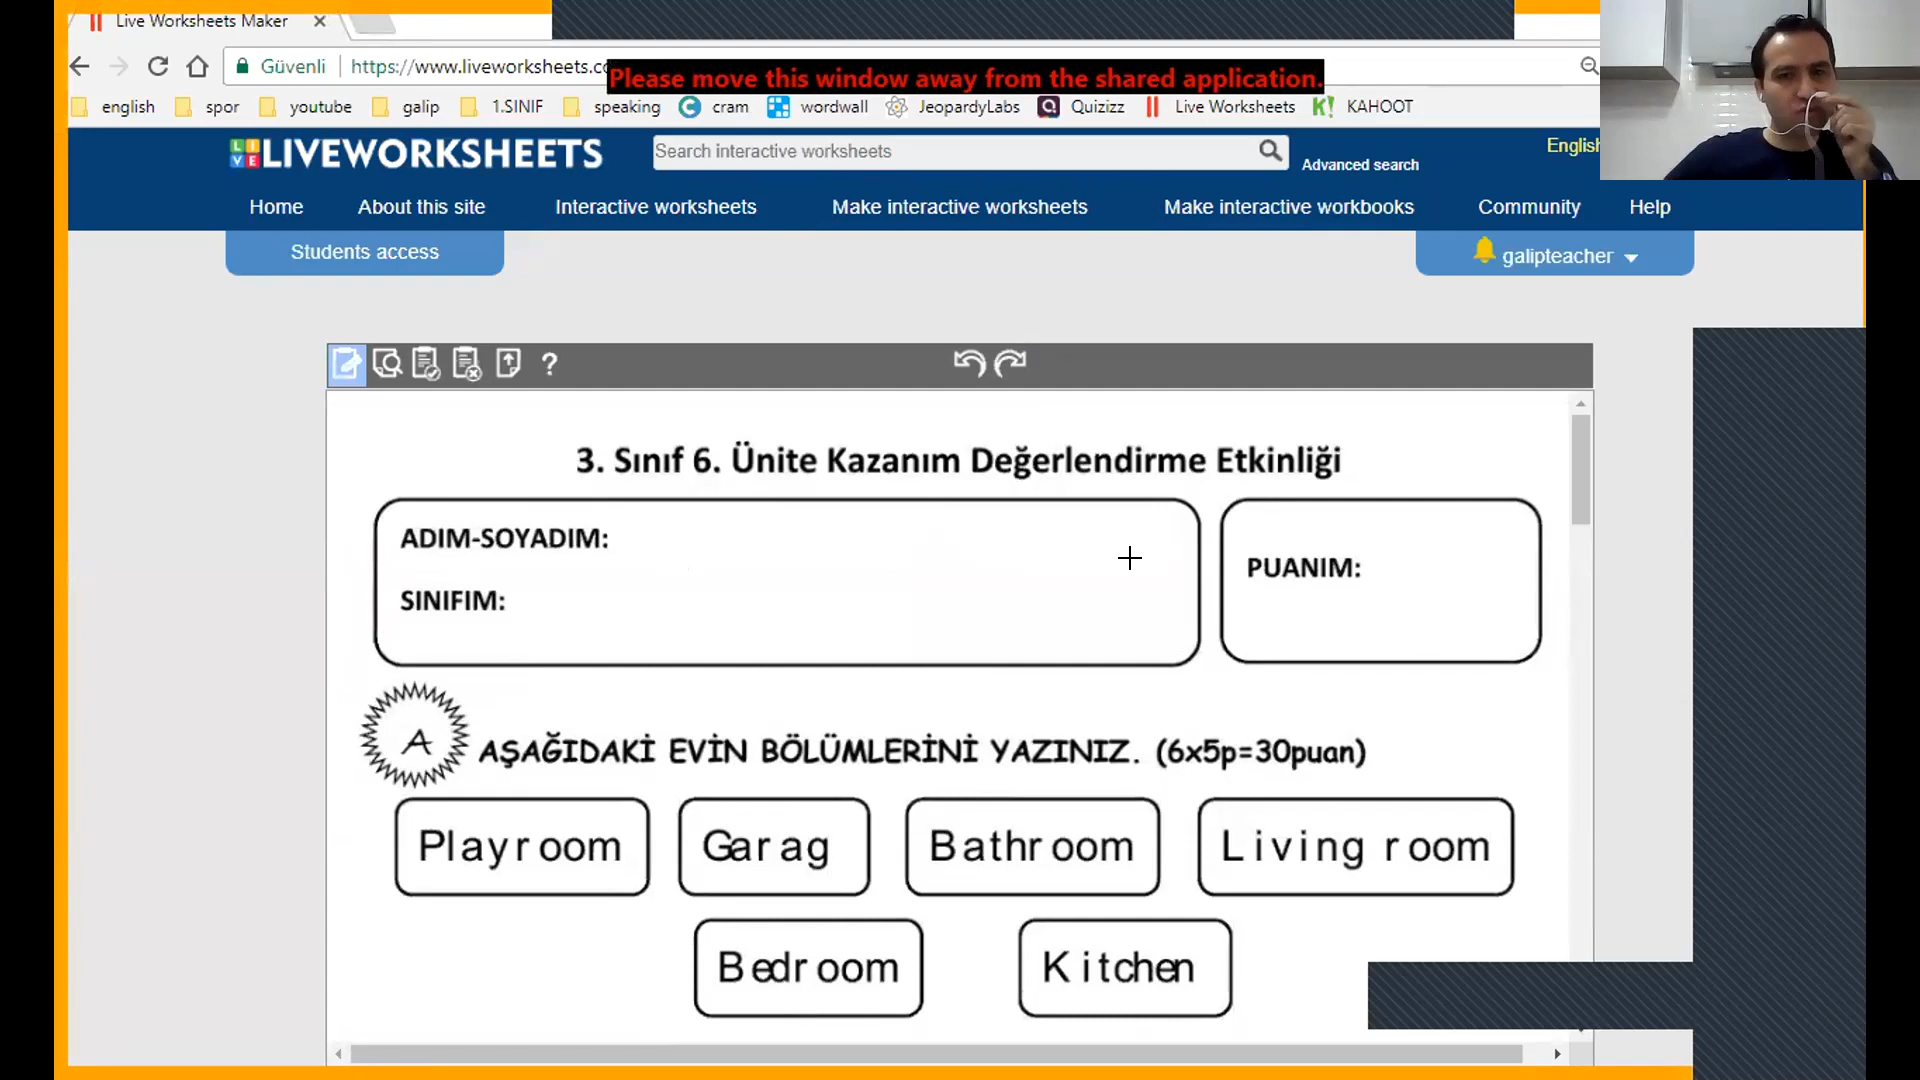 Live Worksheets Maker
Güvenli
https://www.liveworksheets.co
Please move this window away from the shared application.
english spor youtube galip 1.SINIF speaking cram wordwall JeopardyLabs Quizizz Live Worksheets KAHOOT
LIVEWORKSHEETS
Search interactive worksheets
Advanced search
English
Home About this site Interactive worksheets Make interactive worksheets Make interactive workbooks Community Help
Students access
galipteacher
3. Sınıf 6. Ünite Kazanım Değerlendirme Etkinliği
ADIM-SOYADIM:
SINIFIM:
PUANIM:
A AŞAĞIDAKİ EVİN BÖLÜMLERİNİ YAZINIZ. (6x5p=30puan)
Playroom Garag Bathroom Living room
Bedroom Kitchen